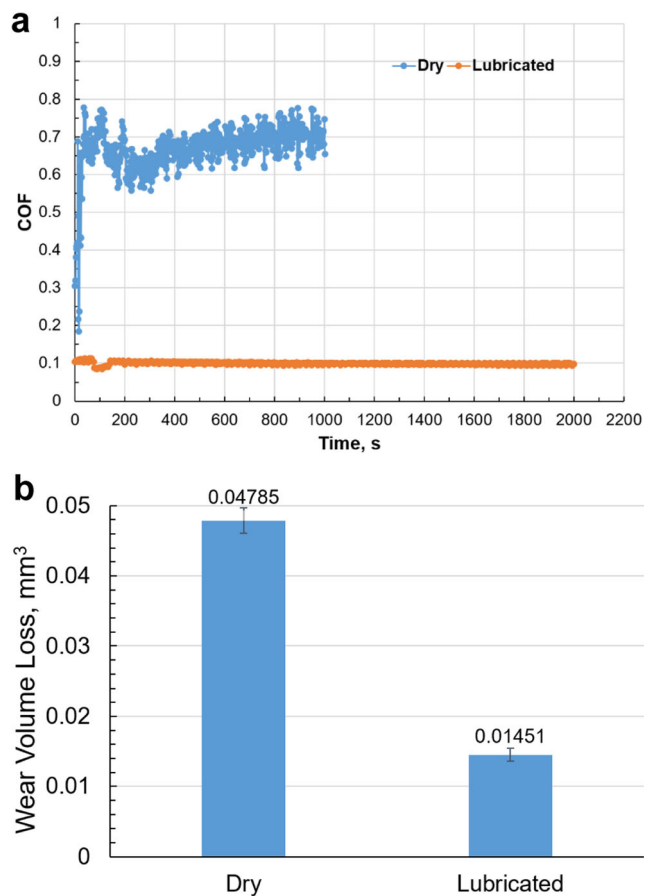 a
1
0.9
0.8
0.7
0.6
0.5
0.4
0.3
0.2
0.1
0
COF
Dry Lubricated
0 200 400 600 800 1000 1200 1400 1600 1800 2000 2200
Time, s
b
0.05
0.04
0.03
0.02
0.01
0
Wear Volume Loss, mm³
0.04785
0.01451
Dry Lubricated